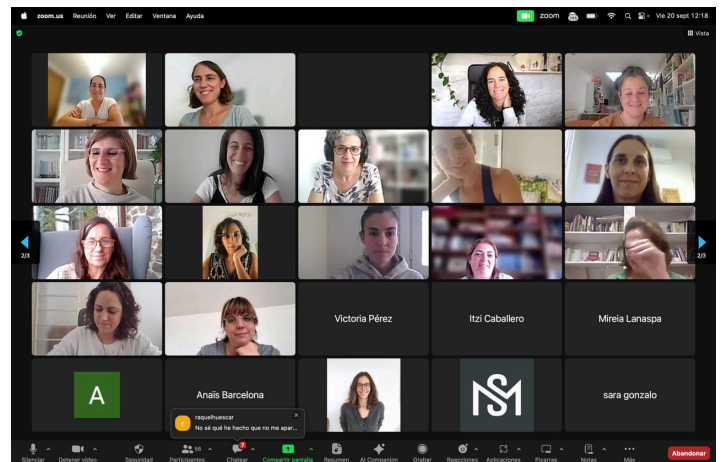 zoom.us Reunión Ver Editar Ventana Ayuda
zoom
Vie 20 sept 12:18
Vista
2/3
2/3
Victoria Pérez
Itzi Caballero
Mireia Lanaspa
A
Anaïs Barcelona
SM
sara gonzalo
raquelhuescar
No sé qué he hecho que no me apar...
7
56
Silenciar Detener vídeo Seguridad Participantes Chatear Compartir pantalla Resumen AI Companion Grabar Reacciones Aplicaciones Pizarras Notas Más
Abandonar